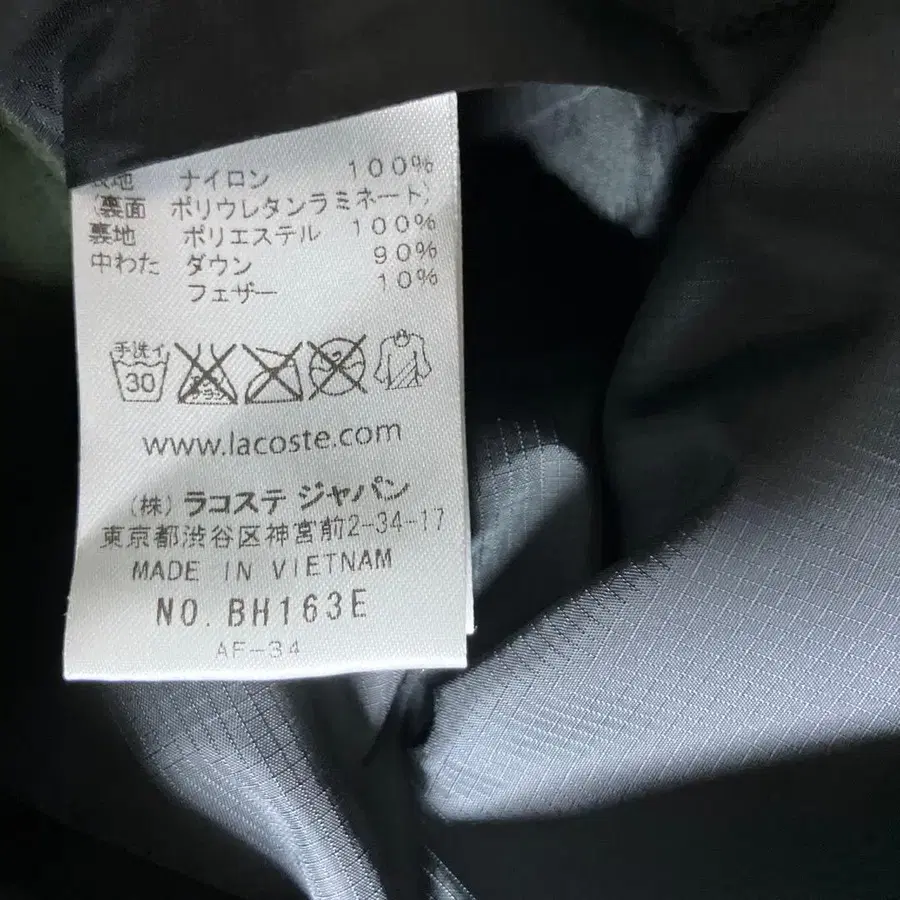 表地 ナイロン 100%
(裏面 ポリウレタンラミネート)
裏地 ポリエステル 100%
中わた ダウン 90%
フェザー 10%
手洗イ
30
www.lacoste.com
(株) ラコステ ジャパン
東京都渋谷区神宮前2-34-17
MADE IN VIETNAM
NO. BH163E
AF-34